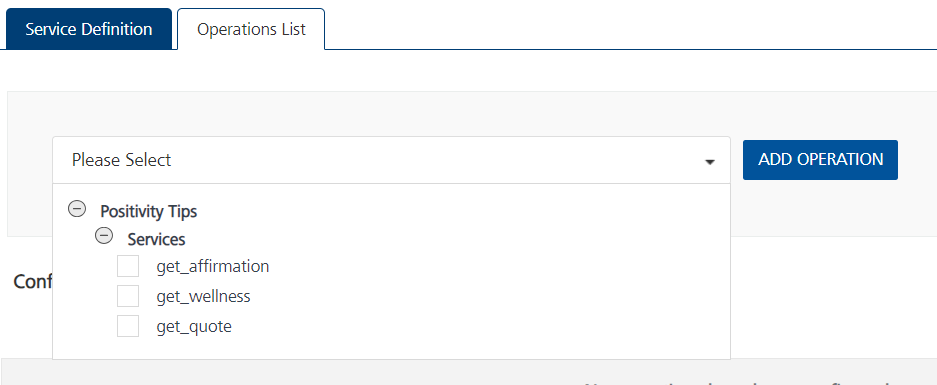 Service Definition
Operations List
Please Select
ADD OPERATION
Positivity Tips
Services
get_affirmation
get_wellness
get_quote
Conf